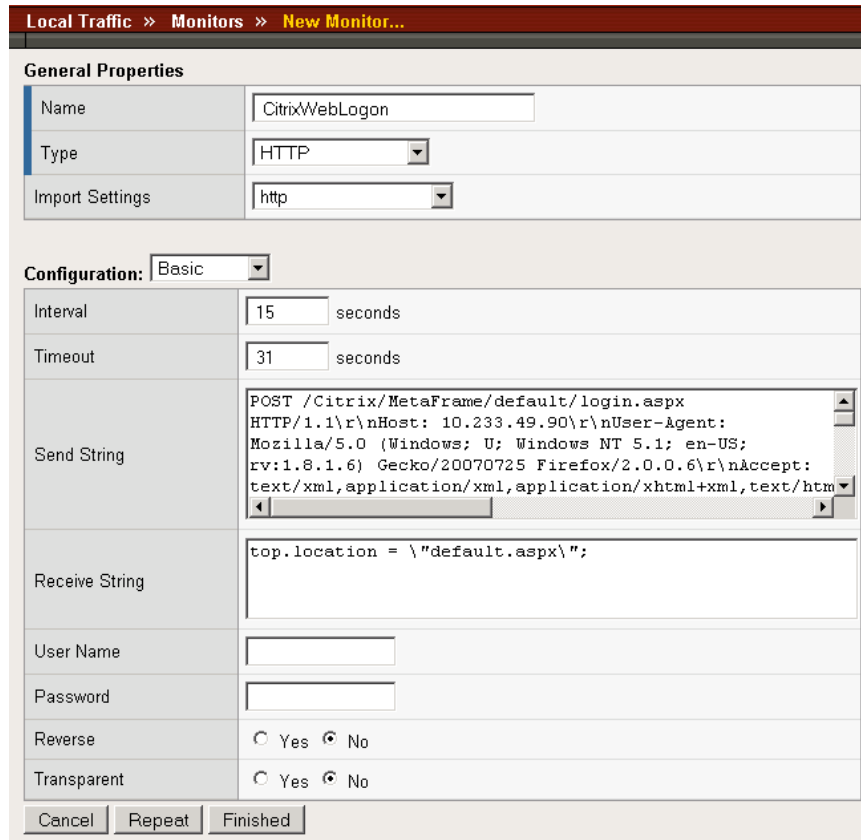 Local Traffic » Monitors » New Monitor...
General Properties
Name CitrixWebLogon
Type HTTP
Import Settings http
Configuration: Basic
Interval 15 seconds
Timeout 31 seconds
Send String
POST /Citrix/MetaFrame/default/login.aspx
HTTP/1.1\r\nHost: 10.233.49.90\r\nUser-Agent:
Mozilla/5.0 (Windows; U; Windows NT 5.1; en-US;
rv:1.8.1.6) Gecko/20070725 Firefox/2.0.0.6\r\nAccept:
text/xml,application/xml,application/xhtml+xml,text/htm
Receive String
top.location = \"default.aspx\";
User Name
Password
Reverse Yes No
Transparent Yes No
Cancel Repeat Finished